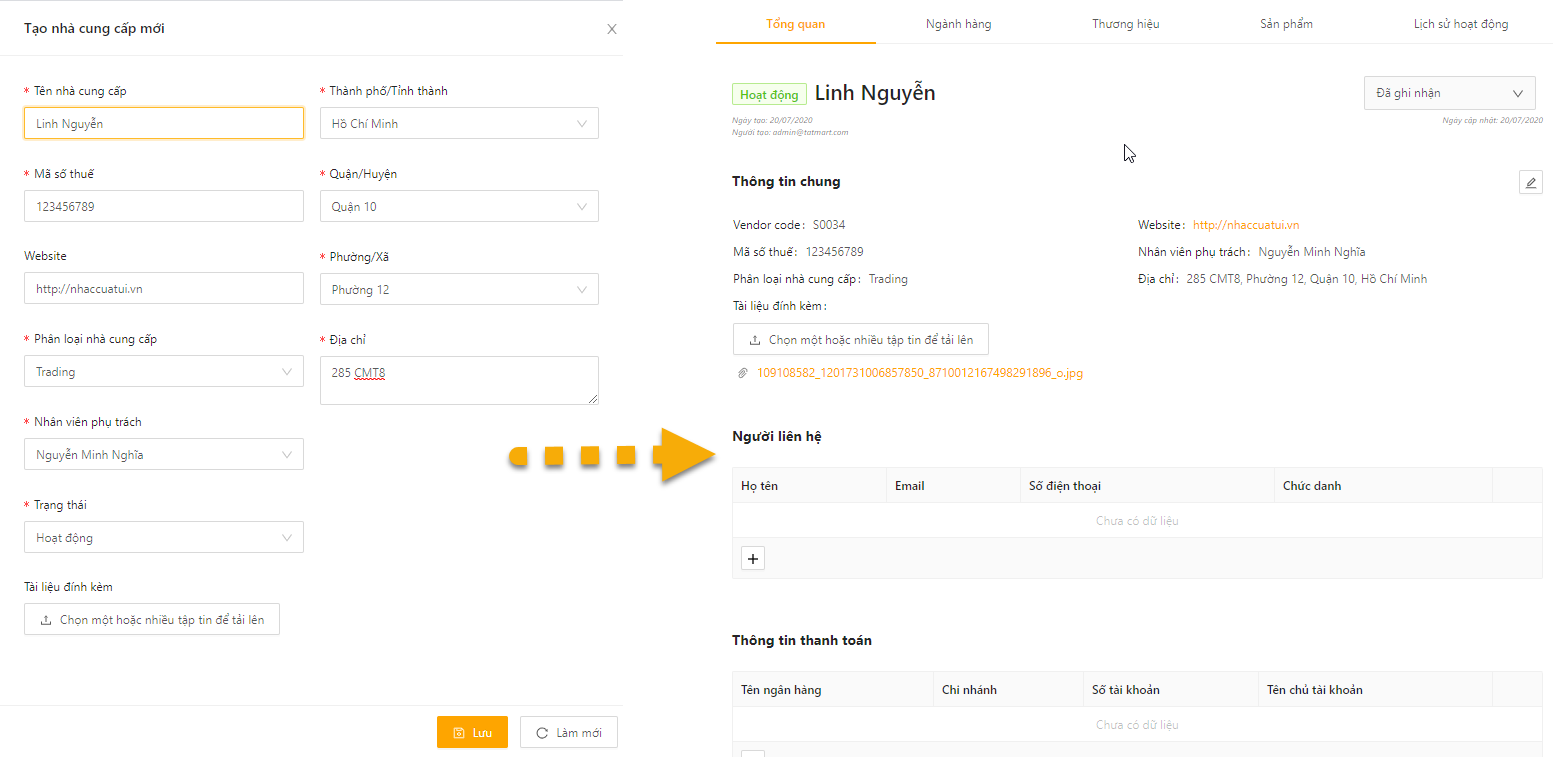 Tạo nhà cung cấp mới
* Tên nhà cung cấp
Linh Nguyễn
* Thành phố/Tỉnh thành
Hồ Chí Minh
* Mã số thuế
123456789
* Quận/Huyện
Quận 10
Website
http://nhaccuatui.vn
* Phường/Xã
Phường 12
* Phân loại nhà cung cấp
Trading
* Địa chỉ
285 CMT8
* Nhân viên phụ trách
Nguyễn Minh Nghĩa
* Trạng thái
Hoạt động
Tài liệu đính kèm
Chọn một hoặc nhiều tập tin để tải lên
Lưu
Làm mới
Tổng quan
Ngành hàng
Thương hiệu
Sản phẩm
Lịch sử hoạt động
Hoạt động Linh Nguyễn
Đã ghi nhận
Ngày tạo: 20/07/2020
Người tạo: admin@tatmart.com
Ngày cập nhật: 20/07/2020
Thông tin chung
Vendor code: S0034
Website: http://nhaccuatui.vn
Mã số thuế: 123456789
Nhân viên phụ trách: Nguyễn Minh Nghĩa
Phân loại nhà cung cấp: Trading
Địa chỉ: 285 CMT8, Phường 12, Quận 10, Hồ Chí Minh
Tài liệu đính kèm:
Chọn một hoặc nhiều tập tin để tải lên
109108582_1201731006857850_8710012167498291896_o.jpg
Người liên hệ
Họ tên
Email
Số điện thoại
Chức danh
Chưa có dữ liệu
Thông tin thanh toán
Tên ngân hàng
Chi nhánh
Số tài khoản
Tên chủ tài khoản
Chưa có dữ liệu